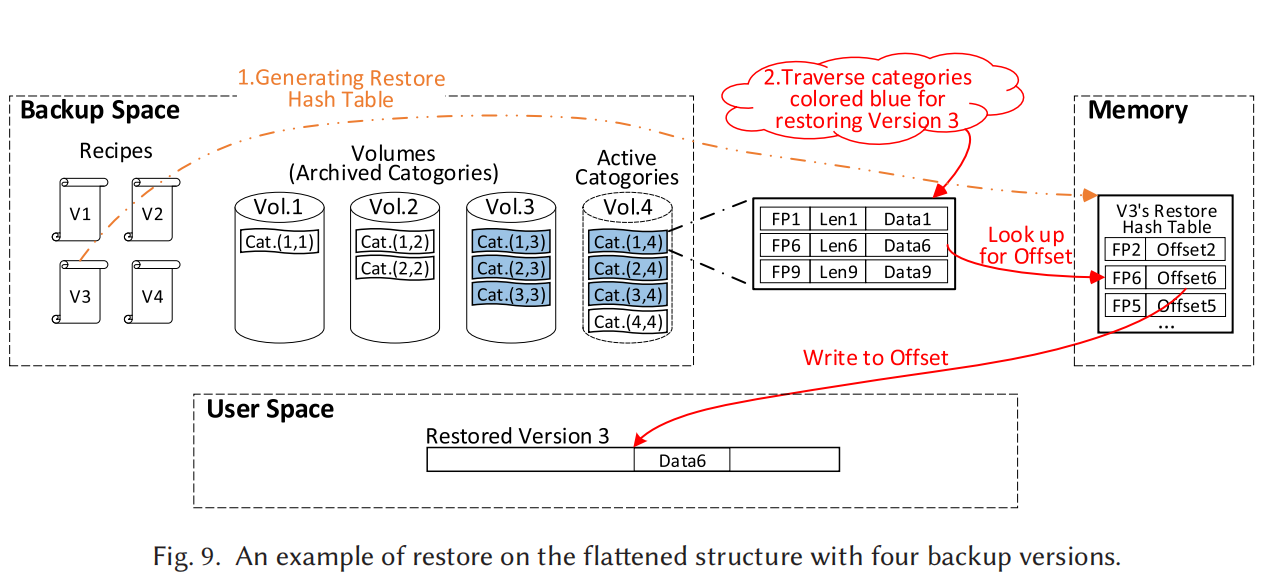 1.Generating Restore
Hash Table
2.Traverse categories
colored blue for
restoring Version 3
Backup Space
Memory
Recipes
Volumes
(Archived Catogories)
Active
Catogories
V1
V2
V3
V4
Vol.1
Vol.2
Vol.3
Vol.4
Cat.(1,1)
Cat.(1,2)
Cat.(2,2)
Cat.(1,3)
Cat.(2,3)
Cat.(3,3)
Cat.(1,4)
Cat.(2,4)
Cat.(3,4)
Cat.(4,4)
FP1 Len1 Data1
FP6 Len6 Data6
FP9 Len9 Data9
Look up
for Offset
V3's Restore
Hash Table
FP2 Offset2
FP6 Offset6
FP5 Offset5
...
Write to Offset
User Space
Restored Version 3
Data6
Fig. 9. An example of restore on the flattened structure with four backup versions.